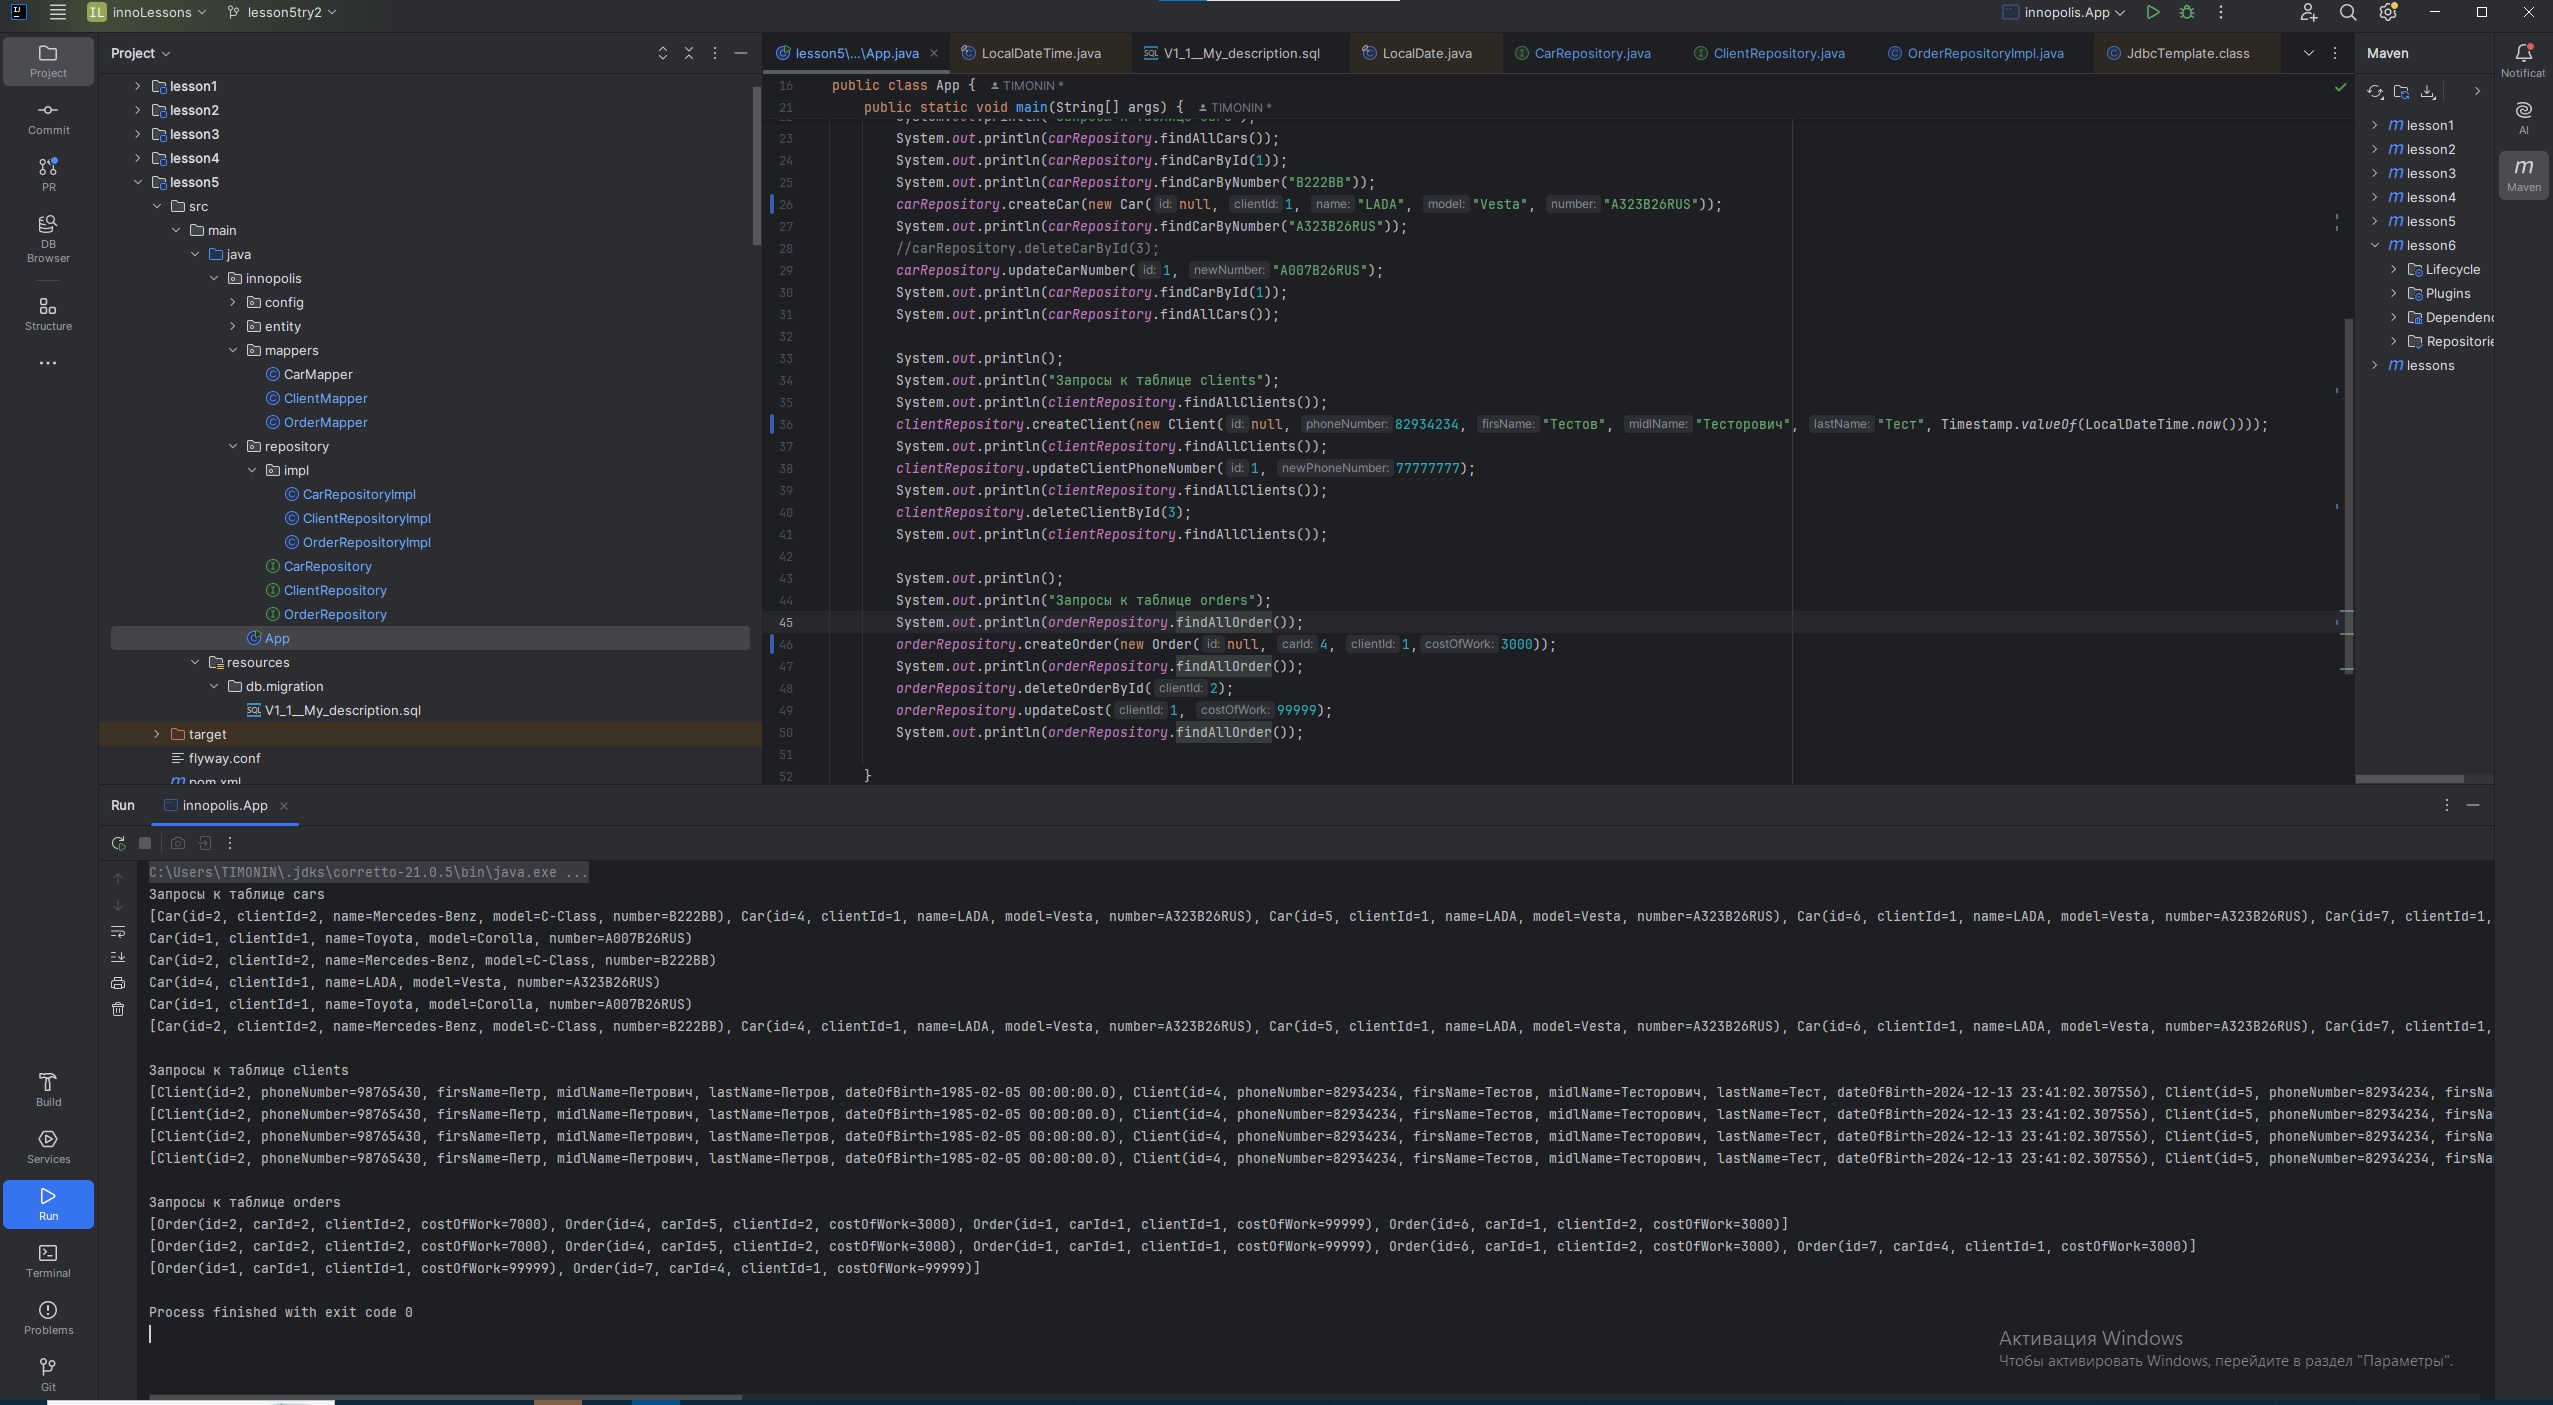 IL innoLessons lesson5try2 innopolis.App
Project
Project
lesson5\...\App.java LocalDateTime.java V1_1__My_description.sql LocalDate.java CarRepository.java ClientRepository.java OrderRepositoryImpl.java JdbcTemplate.class
Maven
Notificat
Commit
PR
DB
Browser
Structure
lesson1
lesson2
lesson3
lesson4
lesson5
src
main
java
innopolis
config
entity
mappers
CarMapper
ClientMapper
OrderMapper
repository
impl
CarRepositoryImpl
ClientRepositoryImpl
OrderRepositoryImpl
CarRepository
ClientRepository
OrderRepository
App
resources
db.migration
V1_1__My_description.sql
target
flyway.conf
pom.xml
16 public class App { TIMONIN *
21 public static void main(String[] args) { TIMONIN *
23 System.out.println(carRepository.findAllCars());
24 System.out.println(carRepository.findCarById(1));
25 System.out.println(carRepository.findCarByNumber("B222BB"));
26 carRepository.createCar(new Car( id: null, clientId: 1, name: "LADA", model: "Vesta", number: "A323B26RUS"));
27 System.out.println(carRepository.findCarByNumber("A323B26RUS"));
28 //carRepository.deleteCarById(3);
29 carRepository.updateCarNumber( id: 1, newNumber: "A007B26RUS");
30 System.out.println(carRepository.findCarById(1));
31 System.out.println(carRepository.findAllCars());
32
33 System.out.println();
34 System.out.println("Запросы к таблице clients");
35 System.out.println(clientRepository.findAllClients());
36 clientRepository.createClient(new Client( id: null, phoneNumber: 82934234, firsName: "Тестов", midlName: "Тесторович", lastName: "Тест", Timestamp.valueOf(LocalDateTime.now())));
37 System.out.println(clientRepository.findAllClients());
38 clientRepository.updateClientPhoneNumber( id: 1, newPhoneNumber: 77777777);
39 System.out.println(clientRepository.findAllClients());
40 clientRepository.deleteClientById(3);
41 System.out.println(clientRepository.findAllClients());
42
43 System.out.println();
44 System.out.println("Запросы к таблице orders");
45 System.out.println(orderRepository.findAllOrder());
46 orderRepository.createOrder(new Order( id: null, carId: 4, clientId: 1, costOfWork: 3000));
47 System.out.println(orderRepository.findAllOrder());
48 orderRepository.deleteOrderById( clientId: 2);
49 orderRepository.updateCost( clientId: 1, costOfWork: 99999);
50 System.out.println(orderRepository.findAllOrder());
51
52 }
m lesson1
m lesson2
m lesson3
m lesson4
m lesson5
m lesson6
Lifecycle
Plugins
Dependenc
Repositorie
m lessons
AI
m
Maven
Run innopolis.App
C:\Users\TIMONIN\.jdks\corretto-21.0.5\bin\java.exe ...
Запросы к таблице cars
[Car(id=2, clientId=2, name=Mercedes-Benz, model=C-Class, number=B222BB), Car(id=4, clientId=1, name=LADA, model=Vesta, number=A323B26RUS), Car(id=5, clientId=1, name=LADA, model=Vesta, number=A323B26RUS), Car(id=6, clientId=1, name=LADA, model=Vesta, number=A323B26RUS), Car(id=7, clientId=1,
Car(id=1, clientId=1, name=Toyota, model=Corolla, number=A007B26RUS)
Car(id=2, clientId=2, name=Mercedes-Benz, model=C-Class, number=B222BB)
Car(id=4, clientId=1, name=LADA, model=Vesta, number=A323B26RUS)
Car(id=1, clientId=1, name=Toyota, model=Corolla, number=A007B26RUS)
[Car(id=2, clientId=2, name=Mercedes-Benz, model=C-Class, number=B222BB), Car(id=4, clientId=1, name=LADA, model=Vesta, number=A323B26RUS), Car(id=5, clientId=1, name=LADA, model=Vesta, number=A323B26RUS), Car(id=6, clientId=1, name=LADA, model=Vesta, number=A323B26RUS), Car(id=7, clientId=1,
Запросы к таблице clients
[Client(id=2, phoneNumber=98765430, firsName=Петр, midlName=Петрович, lastName=Петров, dateOfBirth=1985-02-05 00:00:00.0), Client(id=4, phoneNumber=82934234, firsName=Тестов, midlName=Тесторович, lastName=Тест, dateOfBirth=2024-12-13 23:41:02.307556), Client(id=5, phoneNumber=82934234, firsNa
[Client(id=2, phoneNumber=98765430, firsName=Петр, midlName=Петрович, lastName=Петров, dateOfBirth=1985-02-05 00:00:00.0), Client(id=4, phoneNumber=82934234, firsName=Тестов, midlName=Тесторович, lastName=Тест, dateOfBirth=2024-12-13 23:41:02.307556), Client(id=5, phoneNumber=82934234, firsNa
[Client(id=2, phoneNumber=98765430, firsName=Петр, midlName=Петрович, lastName=Петров, dateOfBirth=1985-02-05 00:00:00.0), Client(id=4, phoneNumber=82934234, firsName=Тестов, midlName=Тесторович, lastName=Тест, dateOfBirth=2024-12-13 23:41:02.307556), Client(id=5, phoneNumber=82934234, firsNa
[Client(id=2, phoneNumber=98765430, firsName=Петр, midlName=Петрович, lastName=Петров, dateOfBirth=1985-02-05 00:00:00.0), Client(id=4, phoneNumber=82934234, firsName=Тестов, midlName=Тесторович, lastName=Тест, dateOfBirth=2024-12-13 23:41:02.307556), Client(id=5, phoneNumber=82934234, firsNa
Запросы к таблице orders
[Order(id=2, carId=2, clientId=2, costOfWork=7000), Order(id=4, carId=5, clientId=2, costOfWork=3000), Order(id=1, carId=1, clientId=1, costOfWork=99999), Order(id=6, carId=1, clientId=2, costOfWork=3000)]
[Order(id=2, carId=2, clientId=2, costOfWork=7000), Order(id=4, carId=5, clientId=2, costOfWork=3000), Order(id=1, carId=1, clientId=1, costOfWork=99999), Order(id=6, carId=1, clientId=2, costOfWork=3000), Order(id=7, carId=4, clientId=1, costOfWork=3000)]
[Order(id=1, carId=1, clientId=1, costOfWork=99999), Order(id=7, carId=4, clientId=1, costOfWork=99999)]
Process finished with exit code 0
Build
Services
Run
Terminal
Problems
Git
Активация Windows
Чтобы активировать Windows, перейдите в раздел "Параметры".